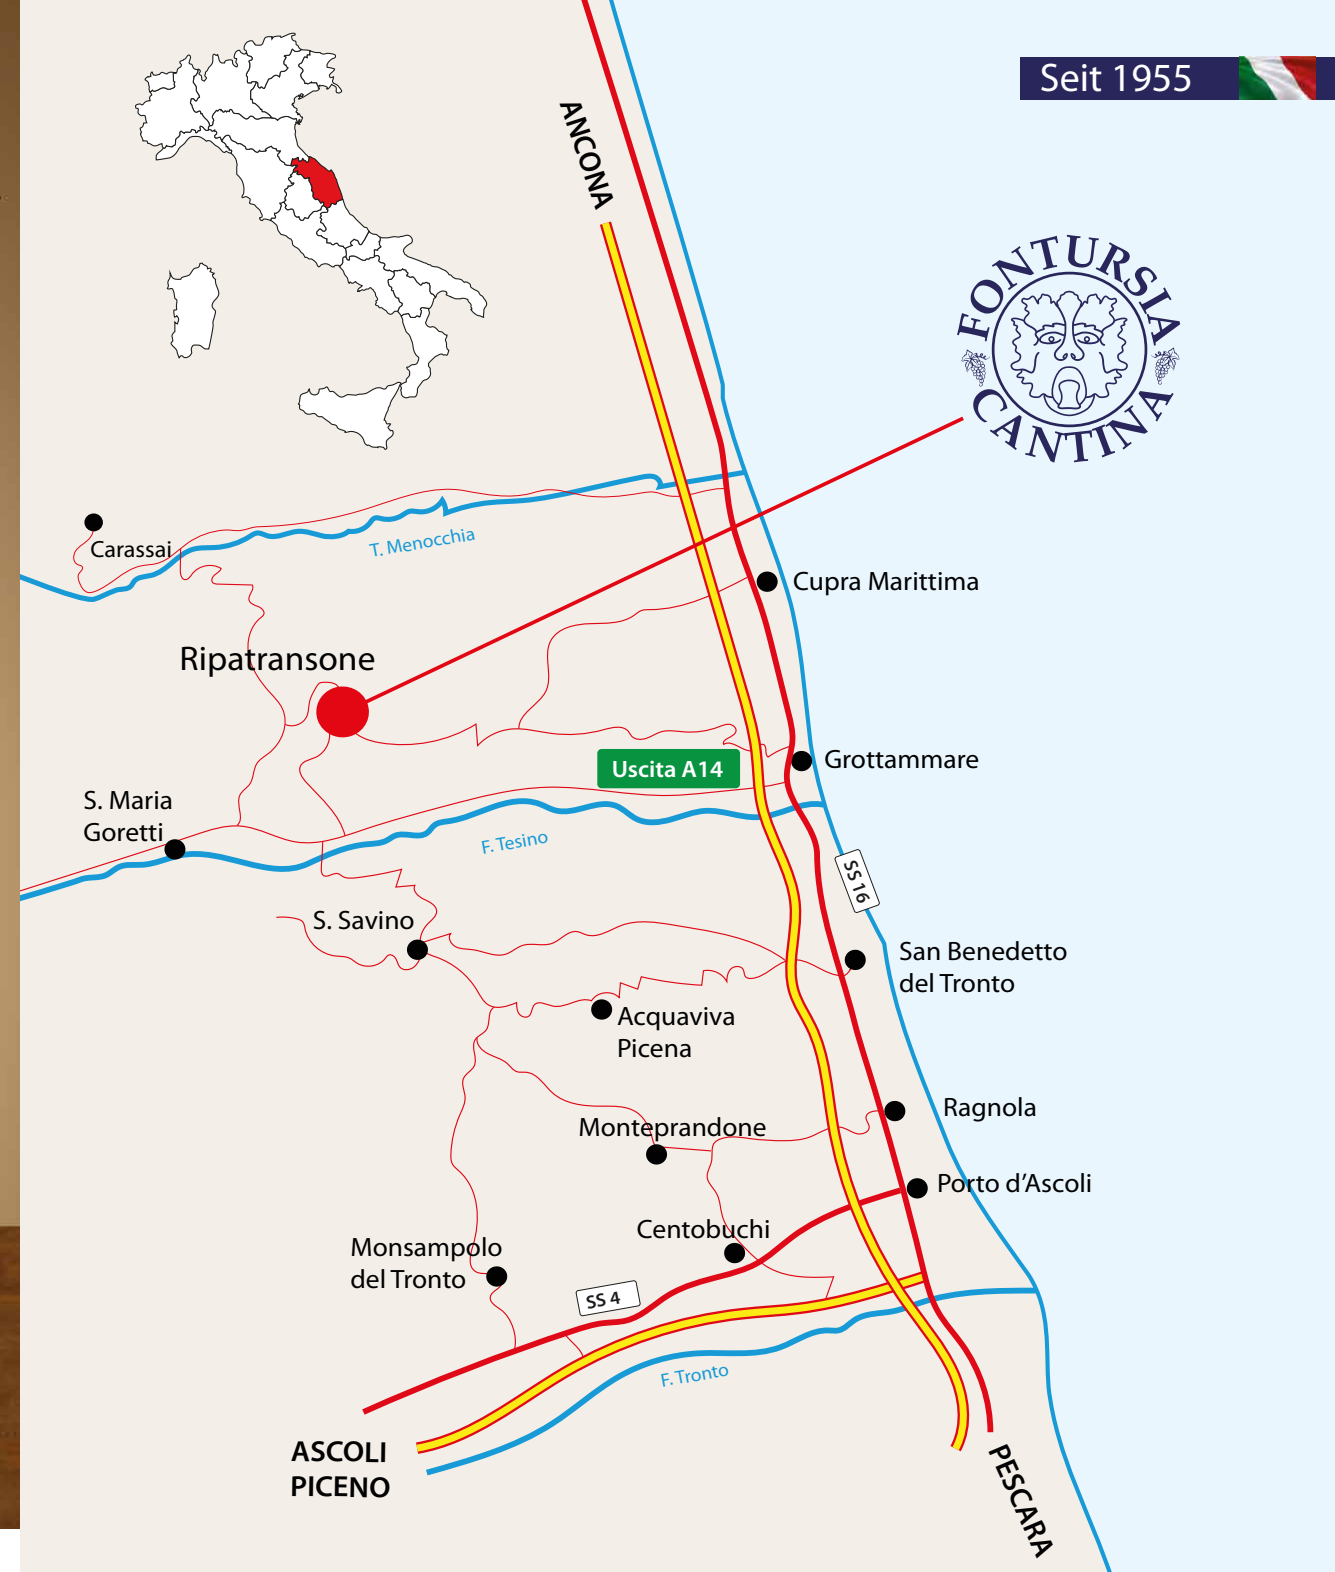 Seit 1955
ANCONA
FONTURSIA
CANTINA
Carassai
T. Menocchia
Cupra Marittima
Ripatransone
Uscita A14
Grottammare
S. Maria
Goretti
F. Tesino
SS 16
S. Savino
San Benedetto
del Tronto
Acquaviva
Picena
Ragnola
Monteprandone
Porto d’Ascoli
Centobuchi
Monsampolo
del Tronto
SS 4
F. Tronto
ASCOLI
PICENO
PESCARA